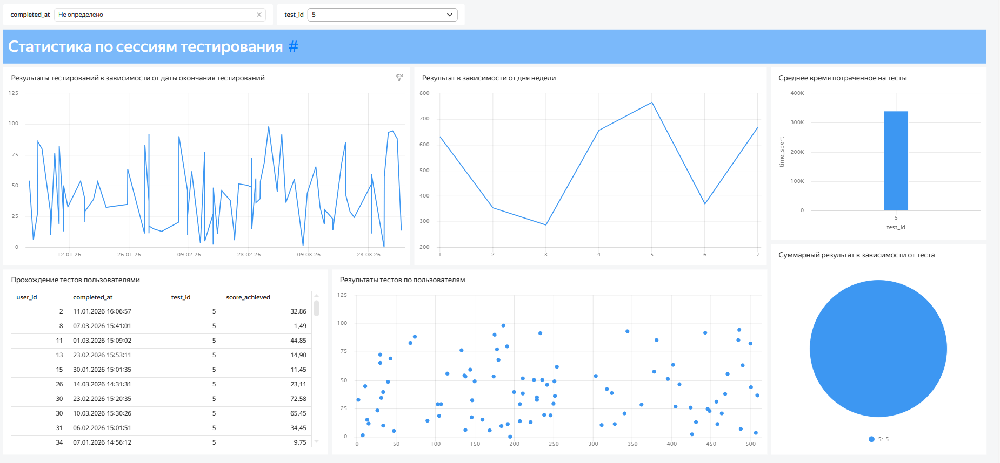 completed_at Не определено test_id 5
Статистика по сессиям тестирования #
Результаты тестирований в зависимости от даты окончания тестирований
125
100
75
50
25
0
12.01.26 26.01.26 09.02.26 23.02.26 09.03.26 23.03.26
Результат в зависимости от дня недели
800
700
600
500
400
300
200
1 2 3 4 5 6 7
Среднее время потраченное на тесты
400K
300K
200K
100K
0
time_spent
5
test_id
Прохождение тестов пользователями
user_id completed_at test_id score_achieved
2 11.01.2026 16:06:57 5 32,86
8 07.03.2026 15:41:01 5 1,49
11 01.03.2026 15:09:02 5 44,85
13 23.02.2026 15:53:11 5 14,90
15 30.01.2026 15:01:35 5 11,45
26 14.03.2026 14:31:31 5 23,11
30 23.02.2026 15:20:35 5 72,58
30 10.03.2026 15:30:26 5 65,45
31 06.02.2026 15:01:51 5 34,45
34 07.01.2026 14:56:12 5 9,75
Результаты тестов по пользователям
125
100
75
50
25
0
0 50 100 150 200 250 300 350 400 450 500
Суммарный результат в зависимости от теста
5: 5